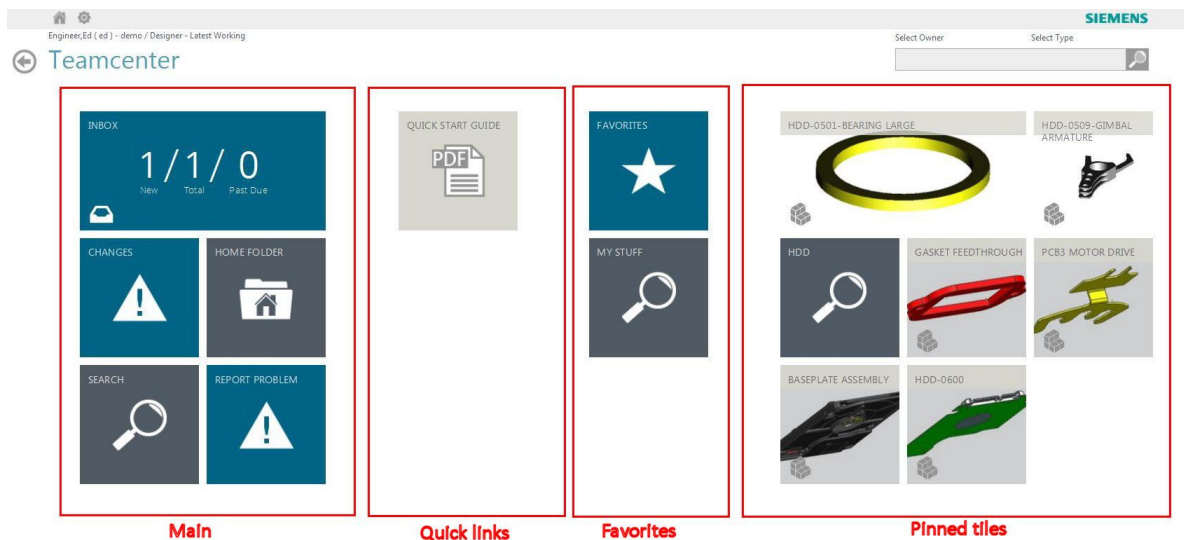 SIEMENS
Engineer,Ed ( ed ) - demo / Designer - Latest Working
Select Owner
Select Type
Teamcenter
INBOX
1/1/0
New Total Past Due
CHANGES
HOME FOLDER
SEARCH
REPORT PROBLEM
Main
QUICK START GUIDE
PDF
Quick links
FAVORITES
MY STUFF
Favorites
HDD-0501-BEARING LARGE
HDD-0509-GIMBAL
ARMATURE
HDD
GASKET FEEDTHROUGH
PCB3 MOTOR DRIVE
BASEPLATE ASSEMBLY
HDD-0600
Pinned tiles